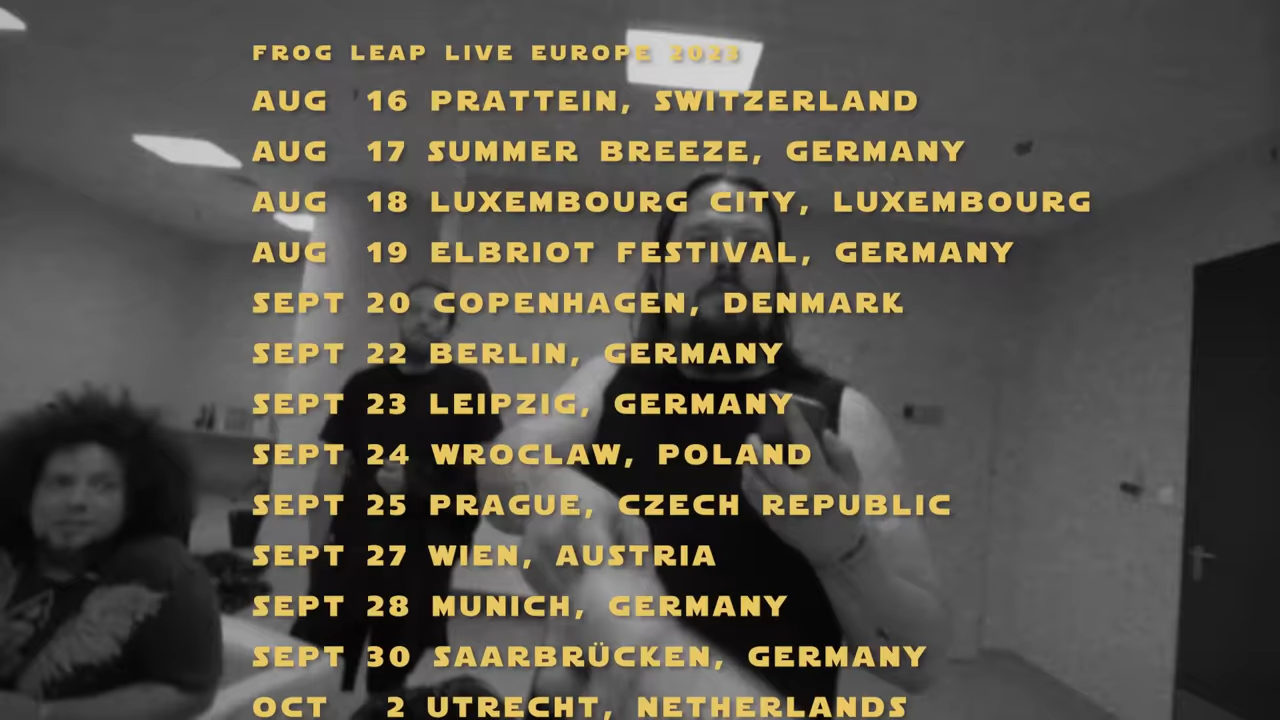 FROG LEAP LIVE EUROPE 2023
AUG 16 PRATTEIN, SWITZERLAND
AUG 17 SUMMER BREEZE, GERMANY
AUG 18 LUXEMBOURG CITY, LUXEMBOURG
AUG 19 ELBRIOT FESTIVAL, GERMANY
SEPT 20 COPENHAGEN, DENMARK
SEPT 22 BERLIN, GERMANY
SEPT 23 LEIPZIG, GERMANY
SEPT 24 WROCLAW, POLAND
SEPT 25 PRAGUE, CZECH REPUBLIC
SEPT 27 WIEN, AUSTRIA
SEPT 28 MUNICH, GERMANY
SEPT 30 SAARBRÜCKEN, GERMANY
OCT 2 UTRECHT, NETHERLANDS